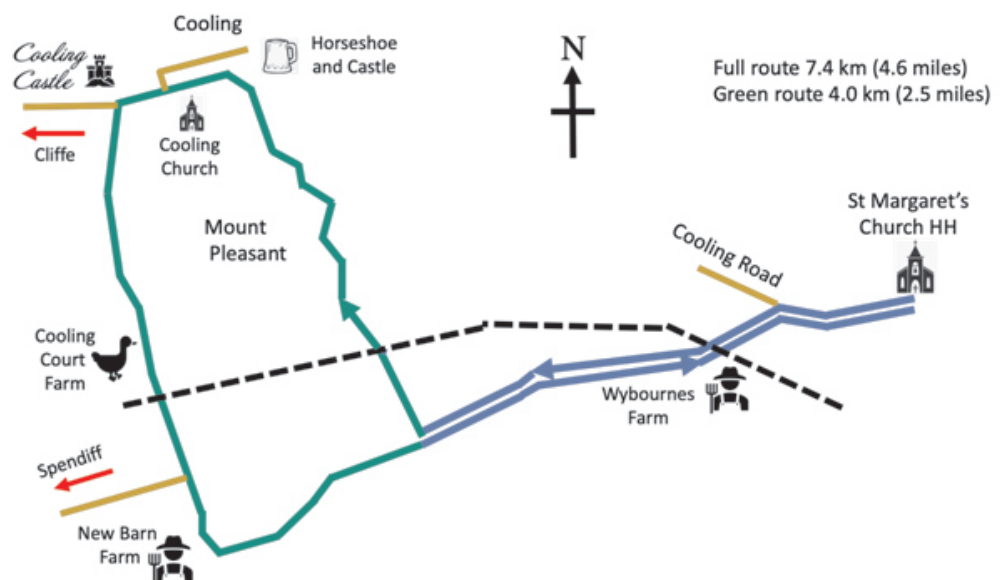 Cooling
Cooling
Castle
Horseshoe
and Castle
N
Full route 7.4 km (4.6 miles)
Green route 4.0 km (2.5 miles)
Cliffe
Cooling
Church
St Margaret's
Church HH
Mount
Pleasant
Cooling Road
Cooling
Court
Farm
Wybournes
Farm
Spendiff
New Barn
Farm